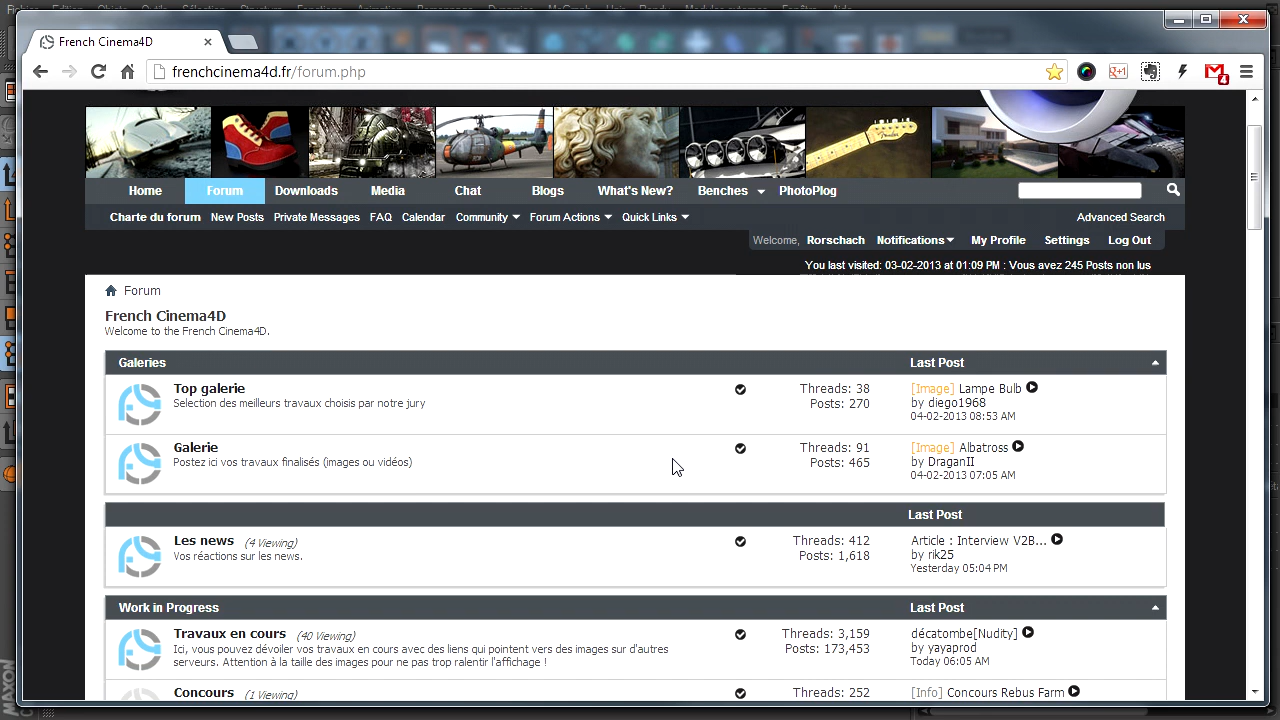 French Cinema4D
frenchcinema4d.fr/forum.php
g+1
4
Home Forum Downloads Media Chat Blogs What's New? Benches PhotoPlog
Charte du forum New Posts Private Messages FAQ Calendar Community Forum Actions Quick Links Advanced Search
Welcome, Rorschach Notifications My Profile Settings Log Out
You last visited: 03-02-2013 at 01:09 PM : Vous avez 245 Posts non lus
Forum
French Cinema4D
Welcome to the French Cinema4D.
Galeries Last Post
Top galerie Threads: 38 [Image] Lampe Bulb
Selection des meilleurs travaux choisis par notre jury Posts: 270 by diego1968
04-02-2013 08:53 AM
Galerie Threads: 91 [Image] Albatross
Postez ici vos travaux finalisés (images ou vidéos) Posts: 465 by DraganII
04-02-2013 07:05 AM
Last Post
Les news (4 Viewing) Threads: 412 Article : Interview V2B...
Vos réactions sur les news. Posts: 1,618 by rik25
Yesterday 05:04 PM
Work in Progress Last Post
Travaux en cours (40 Viewing) Threads: 3,159 décatombe[Nudity]
Ici, vous pouvez dévoiler vos travaux en cours avec des liens qui pointent vers des images sur d'autres Posts: 173,453 by yayaprod
serveurs. Attention à la taille des images pour ne pas trop ralentir l'affichage ! Today 06:05 AM
Concours (1 Viewing) Threads: 252 [Info] Concours Rebus Farm
MAXON